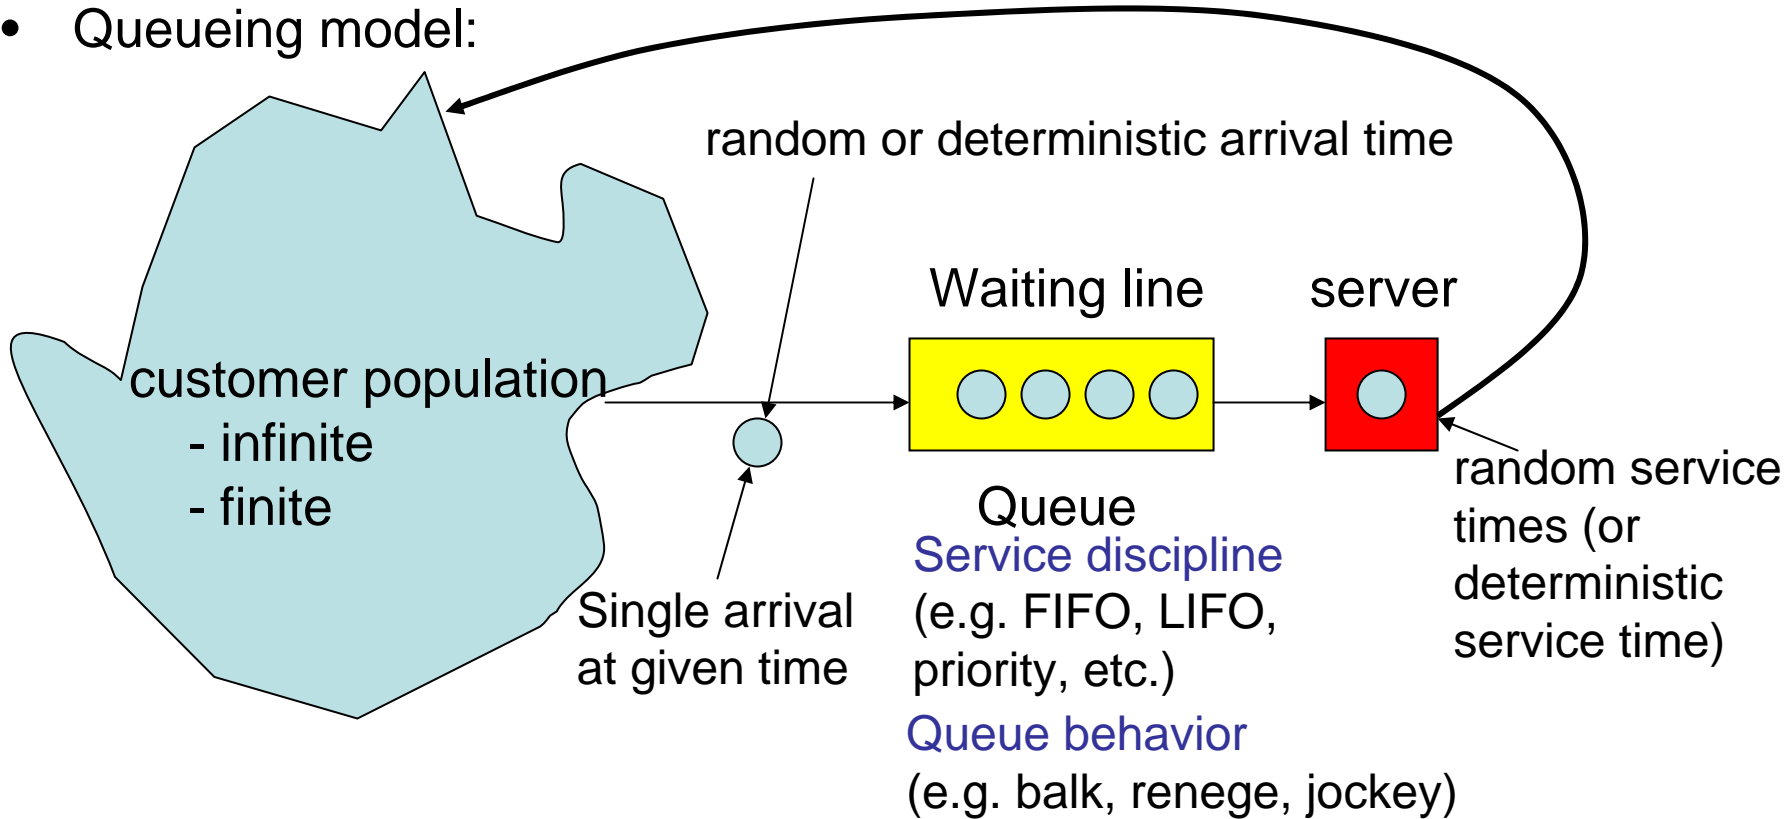 • Queueing model:
random or deterministic arrival time
Waiting line
server
customer population
- infinite
- finite
Single arrival
at given time
Queue
Service discipline
(e.g. FIFO, LIFO,
priority, etc.)
Queue behavior
(e.g. balk, renege, jockey)
random service
times (or
deterministic
service time)